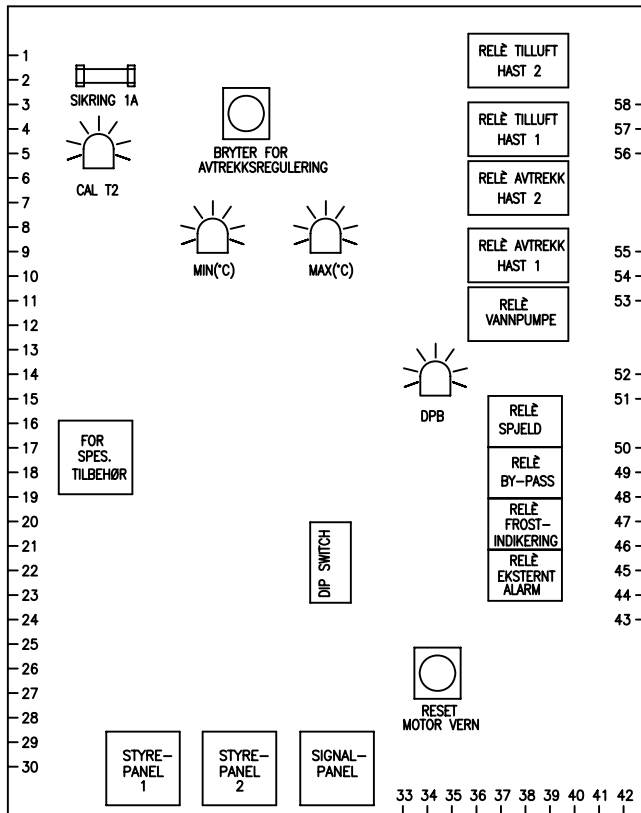 1
2
3
4
5
6
7
8
9
10
11
12
13
14
15
16
17
18
19
20
21
22
23
24
25
26
27
28
29
30
SIKRING 1A
CAL T2
BRYTER FOR
AVTREKKSREGULERING
MIN(°C)
MAX(°C)
RELÈ TILLUFT
HAST 2
RELÈ TILLUFT
HAST 1
RELÈ AVTREKK
HAST 2
RELÈ AVTREKK
HAST 1
RELÈ
VANNPUMPE
DPB
RELÈ
SPJELD
RELÈ
BY-PASS
RELÈ
FROST-
INDIKERING
RELÈ
EKSTERNT
ALARM
FOR
SPES.
TILBEHØR
DIP SWITCH
RESET
MOTOR VERN
STYRE-
PANEL
1
STYRE-
PANEL
2
SIGNAL-
PANEL
58
57
56
55
54
53
52
51
50
49
48
47
46
45
44
43
33 34 35 36 37 38 39 40 41 42